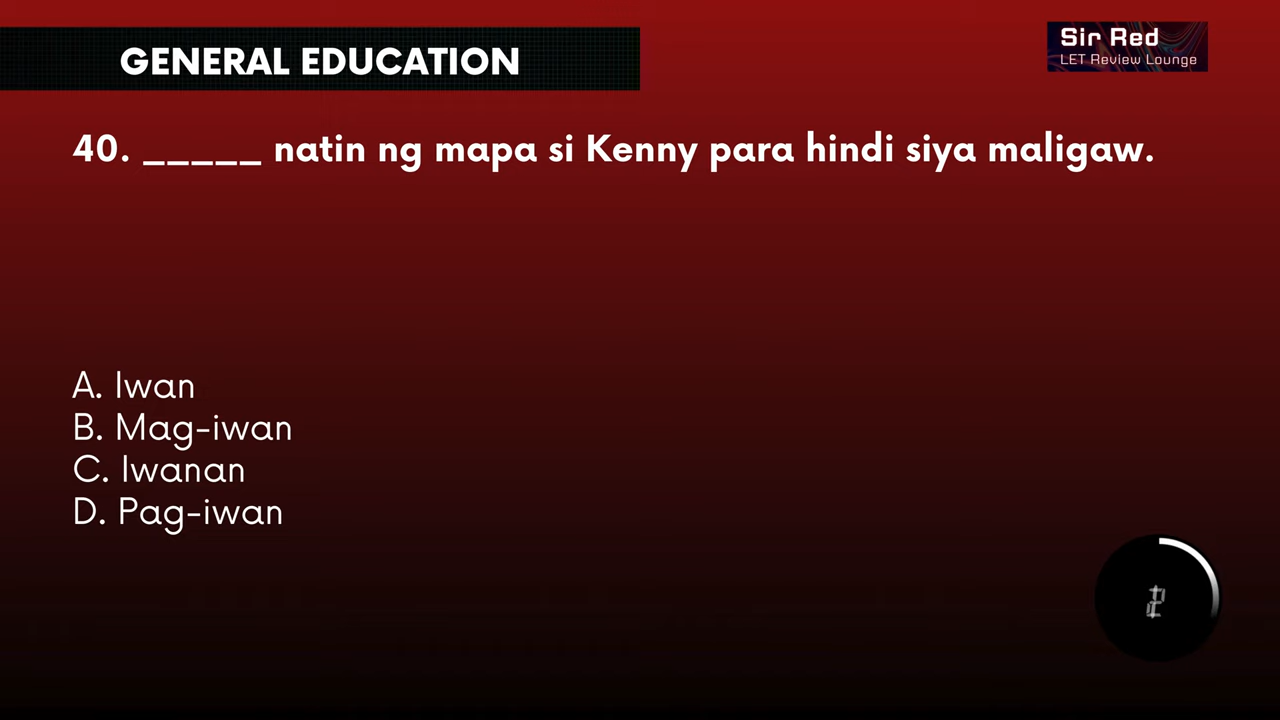 GENERAL EDUCATION
Sir Red
LET Review Lounge
40. _____ natin ng mapa si Kenny para hindi siya maligaw.
A. Iwan
B. Mag-iwan
C. Iwanan
D. Pag-iwan